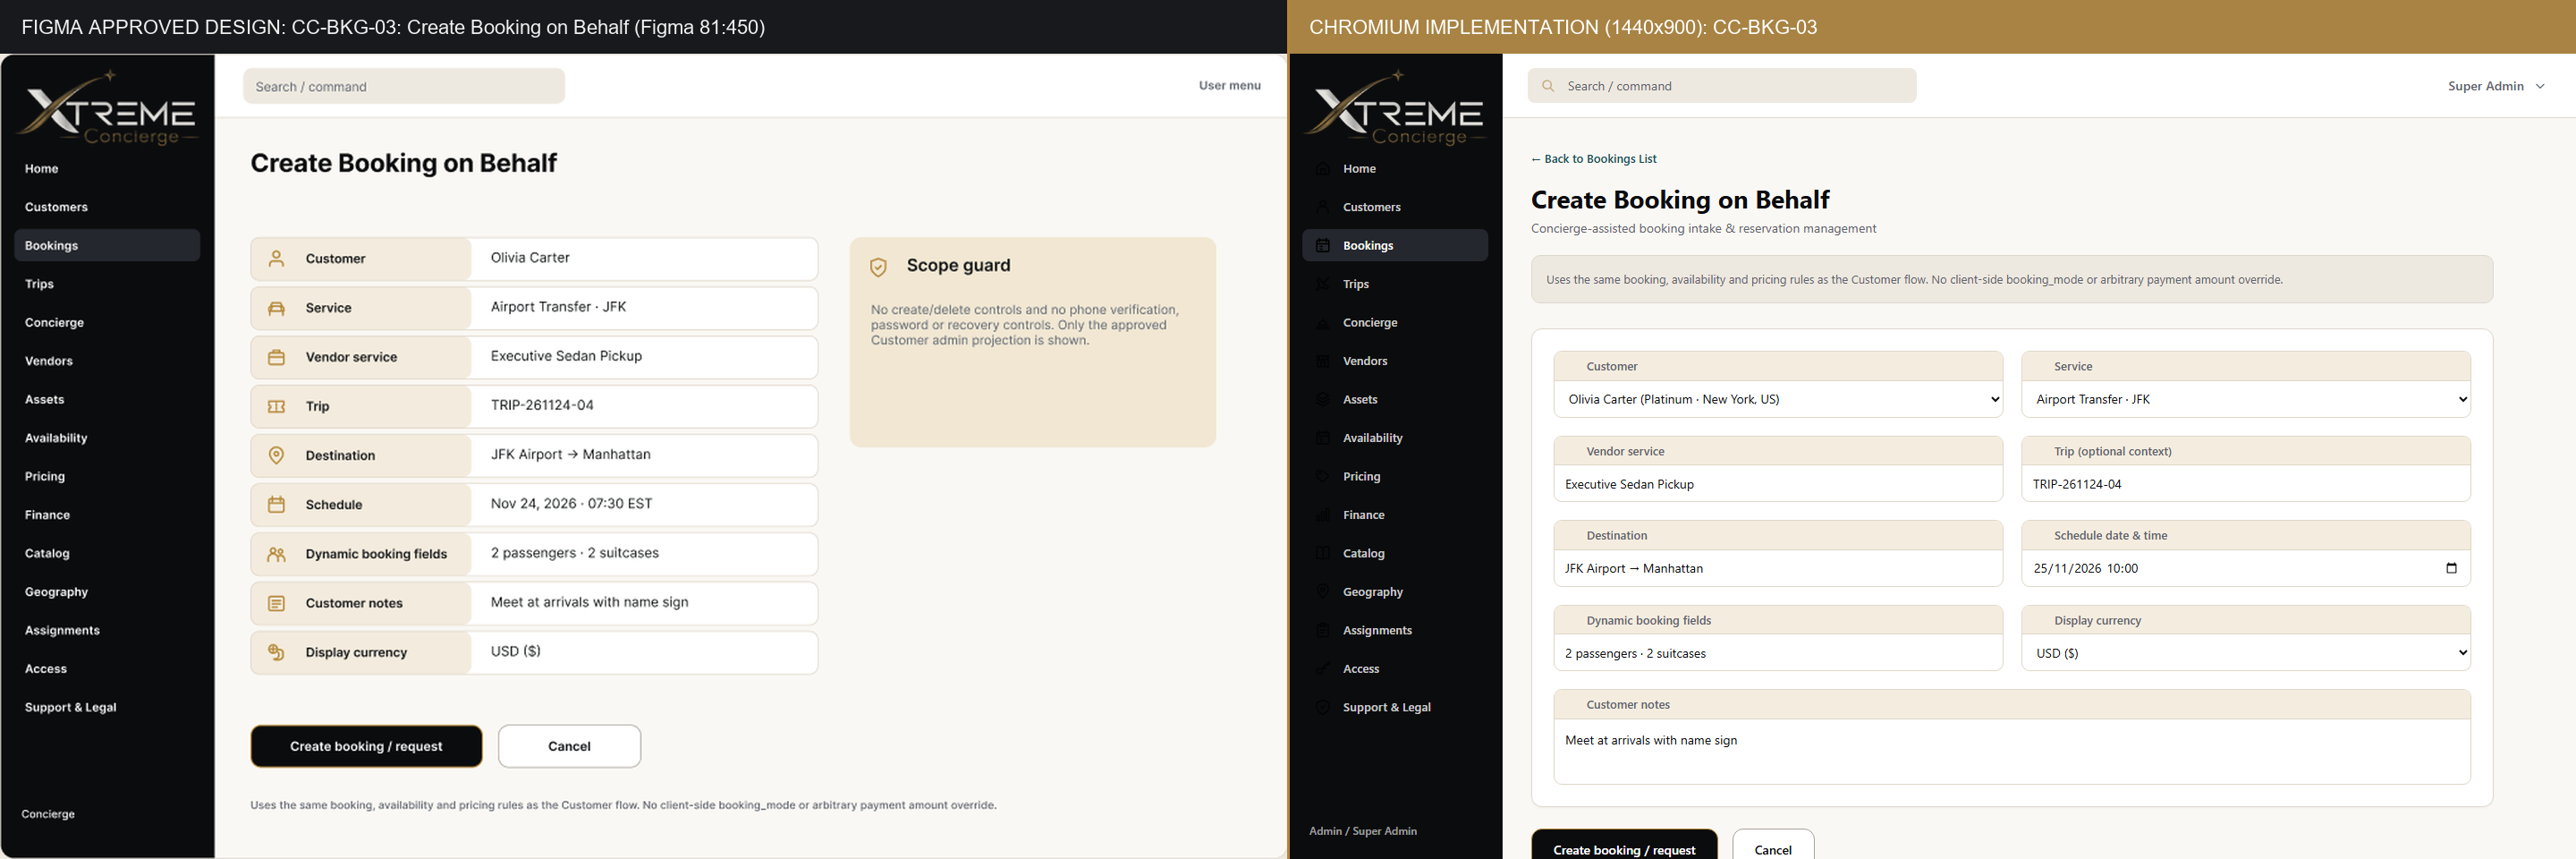 FIGMA APPROVED DESIGN: CC-BKG-03: Create Booking on Behalf (Figma 81:450)
XTREME
Concierge
Home
Customers
Bookings
Trips
Concierge
Vendors
Assets
Availability
Pricing
Finance
Catalog
Geography
Assignments
Access
Support & Legal
Concierge
Search / command
User menu
Create Booking on Behalf
Customer Olivia Carter
Service Airport Transfer · JFK
Vendor service Executive Sedan Pickup
Trip TRIP-261124-04
Destination JFK Airport → Manhattan
Schedule Nov 24, 2026 · 07:30 EST
Dynamic booking fields 2 passengers · 2 suitcases
Customer notes Meet at arrivals with name sign
Display currency USD ($)
Scope guard
No create/delete controls and no phone verification,
password or recovery controls. Only the approved
Customer admin projection is shown.
Create booking / request
Cancel
Uses the same booking, availability and pricing rules as the Customer flow. No client-side booking_mode or arbitrary payment amount override.
CHROMIUM IMPLEMENTATION (1440x900): CC-BKG-03
XTREME
Concierge
Home
Customers
Bookings
Trips
Concierge
Vendors
Assets
Availability
Pricing
Finance
Catalog
Geography
Assignments
Access
Support & Legal
Admin / Super Admin
Search / command
Super Admin
← Back to Bookings List
Create Booking on Behalf
Concierge-assisted booking intake & reservation management
Uses the same booking, availability and pricing rules as the Customer flow. No client-side booking_mode or arbitrary payment amount override.
Customer
Olivia Carter (Platinum · New York, US)
Service
Airport Transfer · JFK
Vendor service
Executive Sedan Pickup
Trip (optional context)
TRIP-261124-04
Destination
JFK Airport → Manhattan
Schedule date & time
25/11/2026 10:00
Dynamic booking fields
2 passengers · 2 suitcases
Display currency
USD ($)
Customer notes
Meet at arrivals with name sign
Create booking / request
Cancel